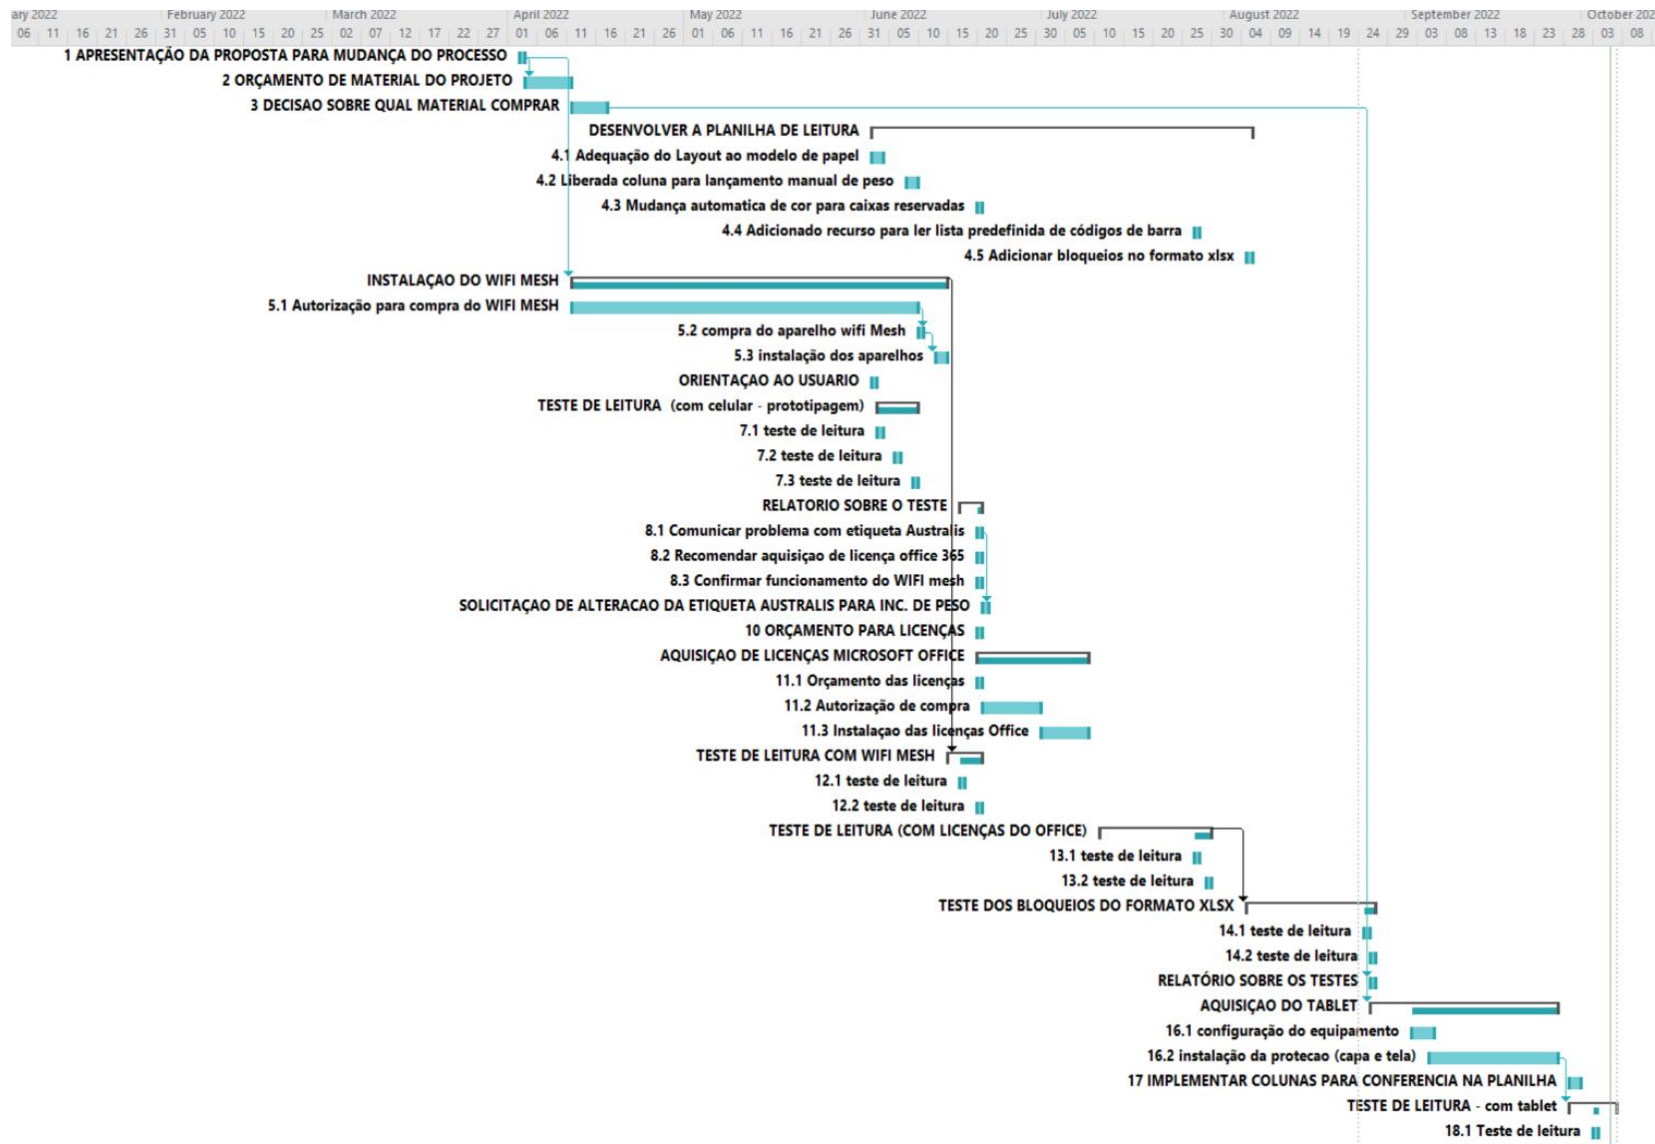 ary 2022 February 2022 March 2022 April 2022 May 2022 June 2022 July 2022 August 2022 September 2022 October 202
06 11 16 21 26 31 05 10 15 20 25 02 07 12 17 22 27 01 06 11 16 21 26 01 06 11 16 21 26 31 05 10 15 20 25 30 05 10 15 20 25 30 04 09 14 19 24 29 03 08 13 18 23 28 03 08
1 APRESENTAÇÃO DA PROPOSTA PARA MUDANÇA DO PROCESSO
2 ORÇAMENTO DE MATERIAL DO PROJETO
3 DECISAO SOBRE QUAL MATERIAL COMPRAR
DESENVOLVER A PLANILHA DE LEITURA
4.1 Adequação do Layout ao modelo de papel
4.2 Liberada coluna para lançamento manual de peso
4.3 Mudança automatica de cor para caixas reservadas
4.4 Adicionado recurso para ler lista predefinida de códigos de barra
4.5 Adicionar bloqueios no formato xlsx
INSTALAÇAO DO WIFI MESH
5.1 Autorização para compra do WIFI MESH
5.2 compra do aparelho wifi Mesh
5.3 instalação dos aparelhos
ORIENTAÇAO AO USUARIO
TESTE DE LEITURA (com celular - prototipagem)
7.1 teste de leitura
7.2 teste de leitura
7.3 teste de leitura
RELATORIO SOBRE O TESTE
8.1 Comunicar problema com etiqueta Australis
8.2 Recomendar aquisiçao de licença office 365
8.3 Confirmar funcionamento do WIFI mesh
SOLICITAÇAO DE ALTERACAO DA ETIQUETA AUSTRALIS PARA INC. DE PESO
10 ORÇAMENTO PARA LICENÇAS
AQUISIÇAO DE LICENÇAS MICROSOFT OFFICE
11.1 Orçamento das licenças
11.2 Autorização de compra
11.3 Instalaçao das licenças Office
TESTE DE LEITURA COM WIFI MESH
12.1 teste de leitura
12.2 teste de leitura
TESTE DE LEITURA (COM LICENÇAS DO OFFICE)
13.1 teste de leitura
13.2 teste de leitura
TESTE DOS BLOQUEIOS DO FORMATO XLSX
14.1 teste de leitura
14.2 teste de leitura
RELATÓRIO SOBRE OS TESTES
AQUISIÇAO DO TABLET
16.1 configuração do equipamento
16.2 instalação da protecao (capa e tela)
17 IMPLEMENTAR COLUNAS PARA CONFERENCIA NA PLANILHA
TESTE DE LEITURA - com tablet
18.1 Teste de leitura